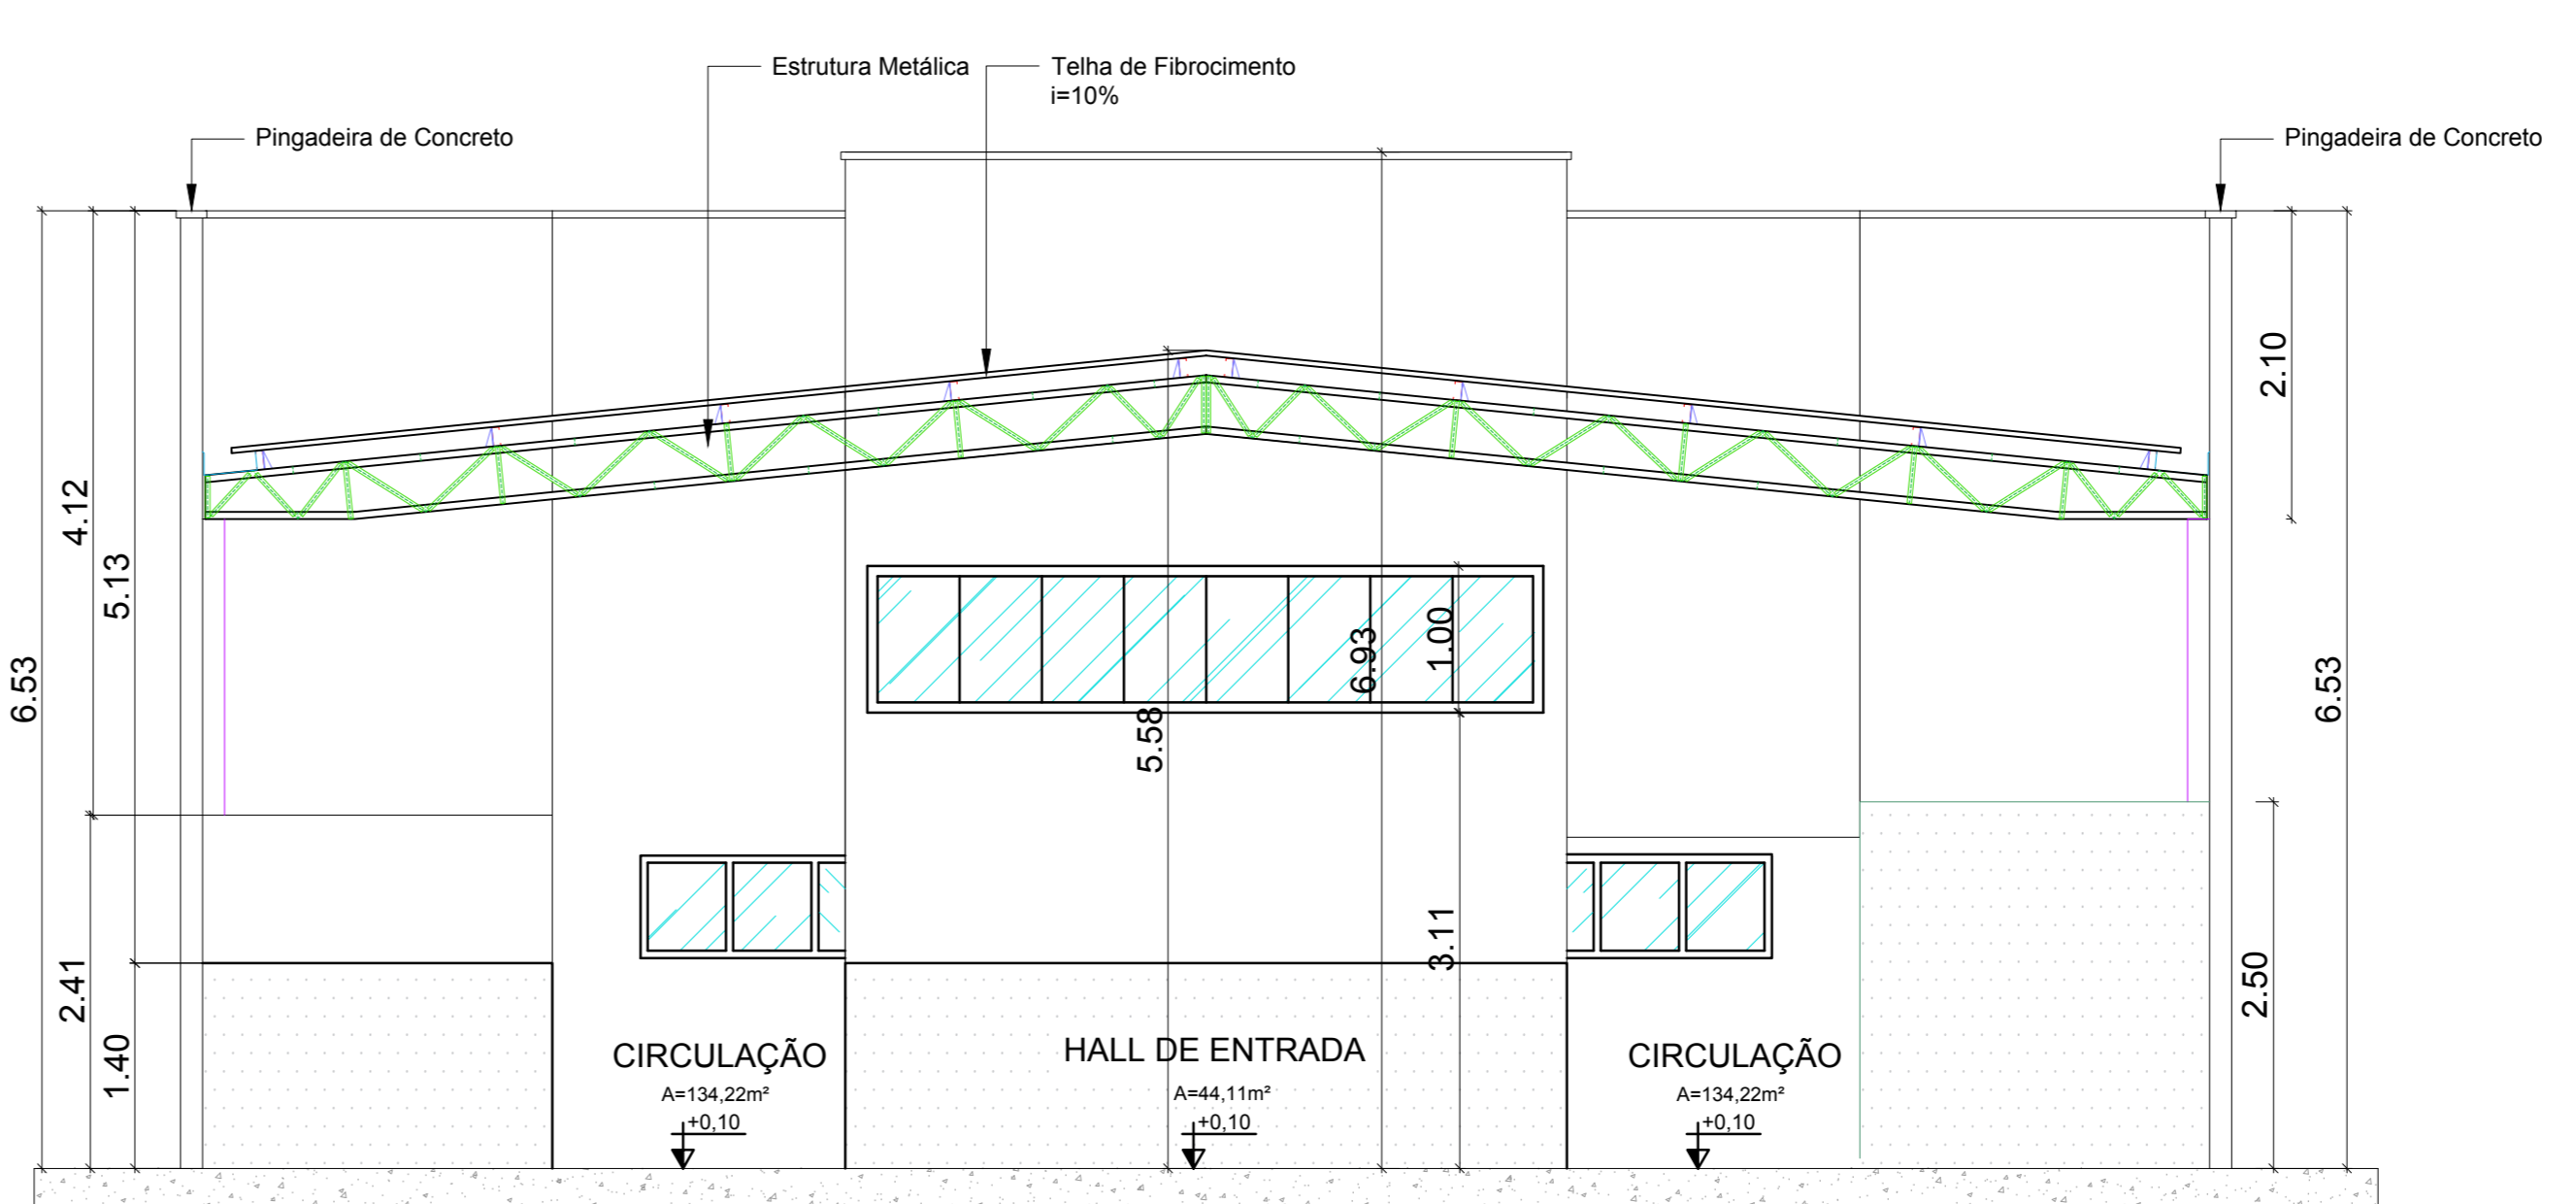 Estrutura Metálica
Telha de Fibrocimento
i=10%
Pingadeira de Concreto
Pingadeira de Concreto
6.53
4.12
5.13
2.41
1.40
5.58
6.93
1.00
3.11
2.10
6.53
2.50
CIRCULAÇÃO
A=134,22m²
+0,10
HALL DE ENTRADA
A=44,11m²
+0,10
CIRCULAÇÃO
A=134,22m²
+0,10